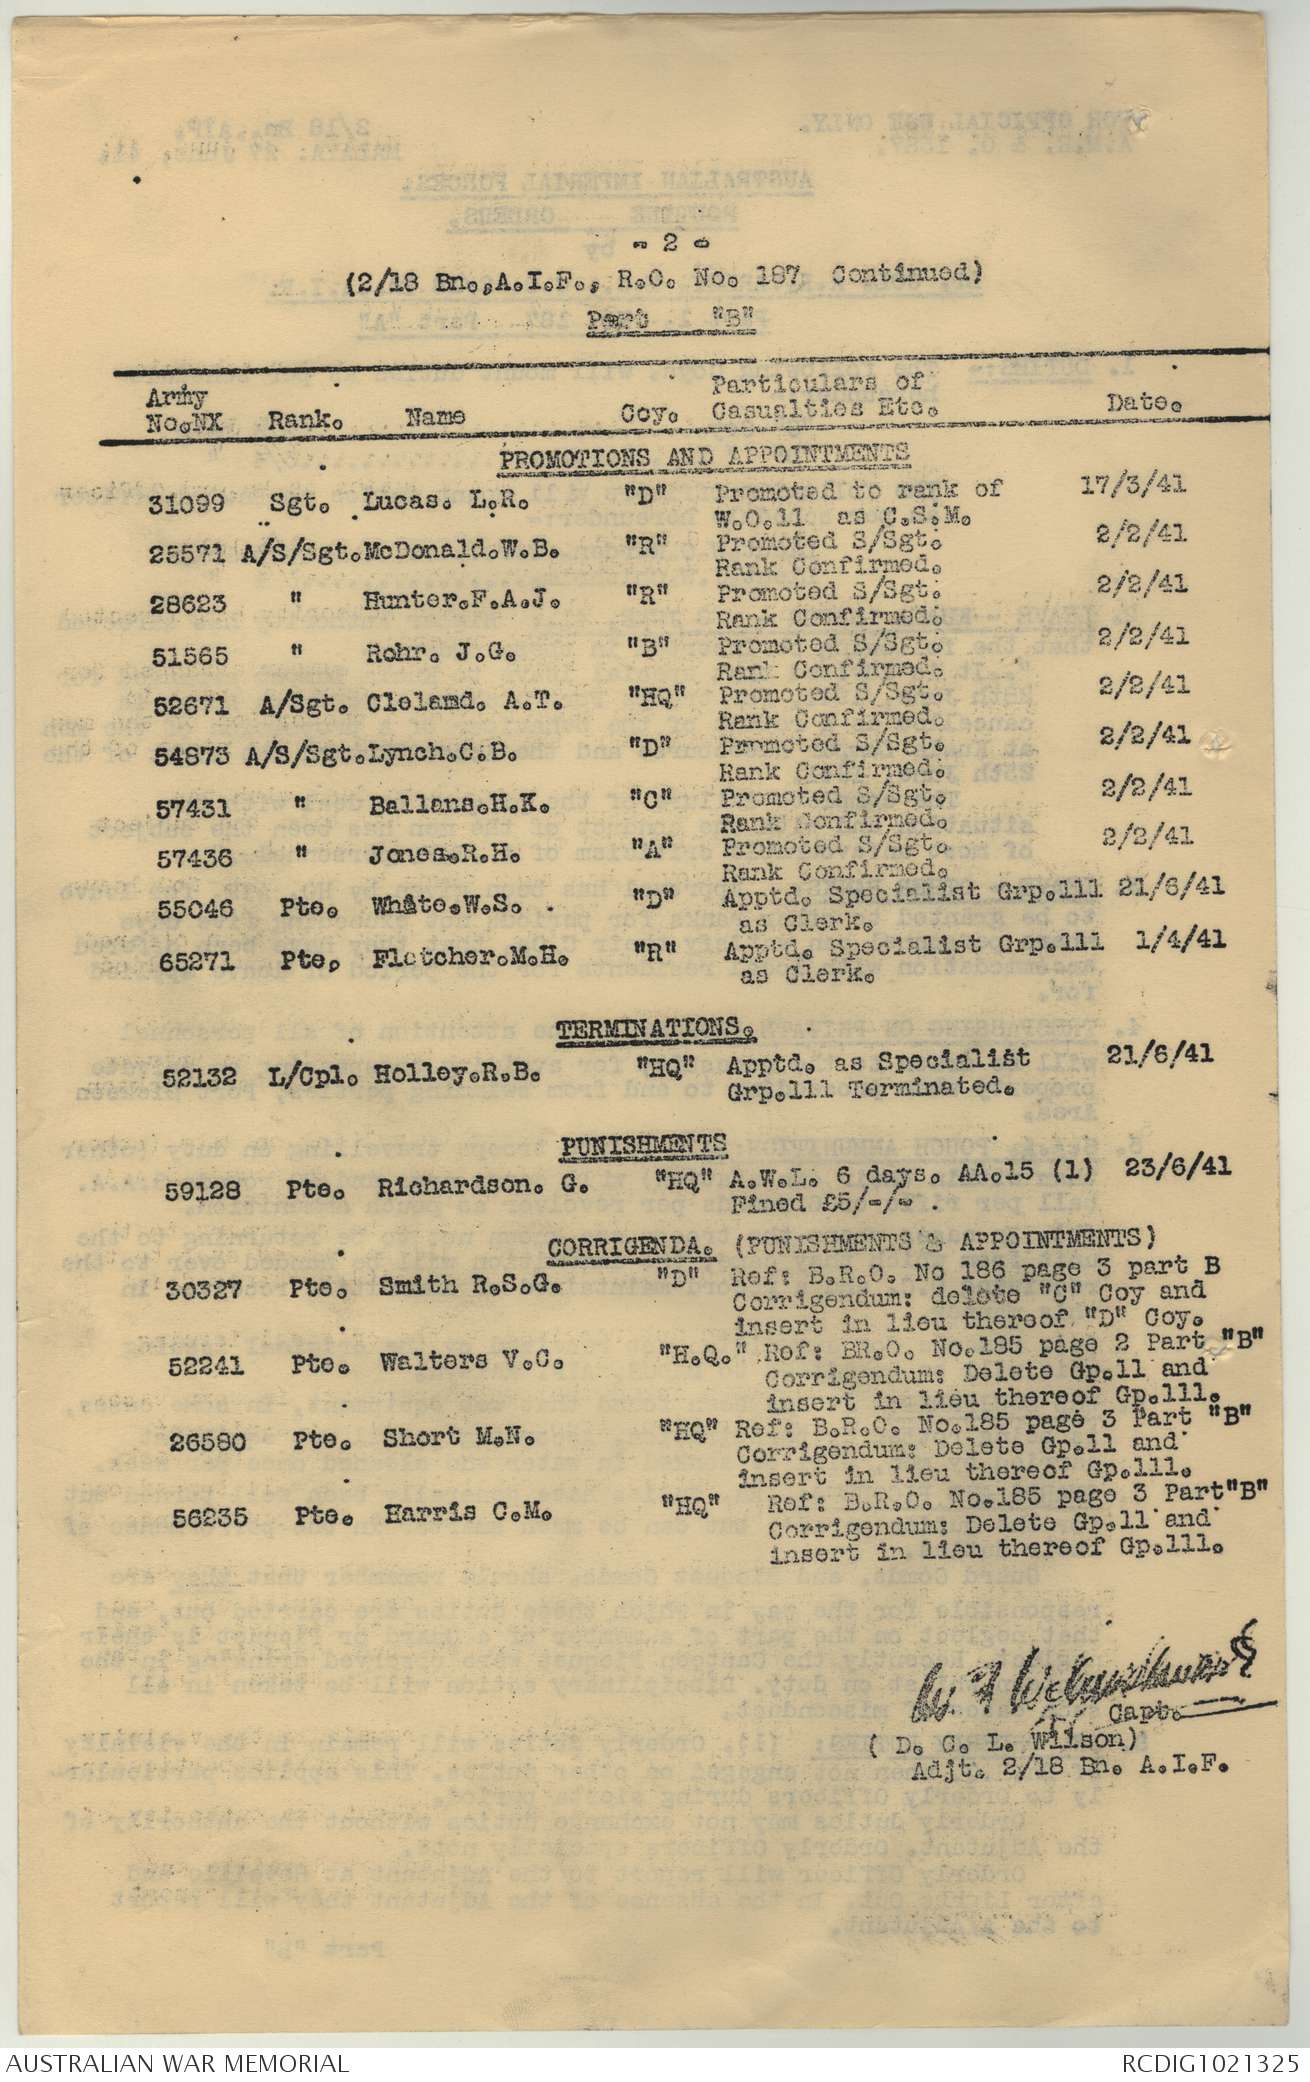 - 2 -
(2/18 Bn.,A.I.F., R.O. No. 187 Continued)
Part "B"
Army No.NX Rank. Name Coy. Particulars of Casualties Etc. Date.
PROMOTIONS AND APPOINTMENTS
31099 Sgt. Lucas. L.R. "D" Promoted to rank of 17/3/41
W.O.11 as C.S.M.
25571 A/S/Sgt.McDonald.W.B. "R" Promoted S/Sgt. 2/2/41
Rank Confirmed.
28623 " Hunter.F.A.J. "R" Promoted S/Sgt. 2/2/41
Rank Confirmed.
51565 " Rohr. J.G. "B" Promoted S/Sgt. 2/2/41
Rank Confirmed.
52671 A/Sgt. Clelamd. A.T. "HQ" Promoted S/Sgt. 2/2/41
Rank Confirmed.
54873 A/S/Sgt.Lynch.C.B. "D" Promoted S/Sgt. 2/2/41
Rank Confirmed.
57431 " Ballans.H.K. "C" Promoted S/Sgt. 2/2/41
Rank Confirmed.
57436 " Jones.R.H. "A" Promoted S/Sgt. 2/2/41
Rank Confirmed.
55046 Pte. White.W.S. "D" Apptd. Specialist Grp.111 21/6/41
as Clerk.
65271 Pte. Fletcher.M.H. "R" Apptd. Specialist Grp.111 1/4/41
as Clerk.
TERMINATIONS.
52132 L/Cpl. Holley.R.B. "HQ" Apptd. as Specialist 21/6/41
Grp.111 Terminated.
PUNISHMENTS
59128 Pte. Richardson. G. "HQ" A.W.L. 6 days. AA.15 (1) 23/6/41
Fined £5/-/- .
CORRIGENDA. (PUNISHMENTS & APPOINTMENTS)
30327 Pte. Smith R.S.G. "D" Ref: B.R.O. No 186 page 3 part B
Corrigendum: delete "C" Coy and
insert in lieu thereof "D" Coy.
52241 Pte. Walters V.C. "H.Q." Ref: BR.O. No.185 page 2 Part "B"
Corrigendum: Delete Gp.11 and
insert in lieu thereof Gp.111.
26580 Pte. Short M.N. "HQ" Ref: B.R.O. No.185 page 3 Part "B"
Corrigendum: Delete Gp.11 and
insert in lieu thereof Gp.111.
56235 Pte. Harris C.M. "HQ" Ref: B.R.O. No.185 page 3 Part"B"
Corrigendum: Delete Gp.11 and
insert in lieu thereof Gp.111.
Capt.
( D. C. L. Wilson)
Adjt. 2/18 Bn. A.I.F.
AUSTRALIAN WAR MEMORIAL RCDIG1021325